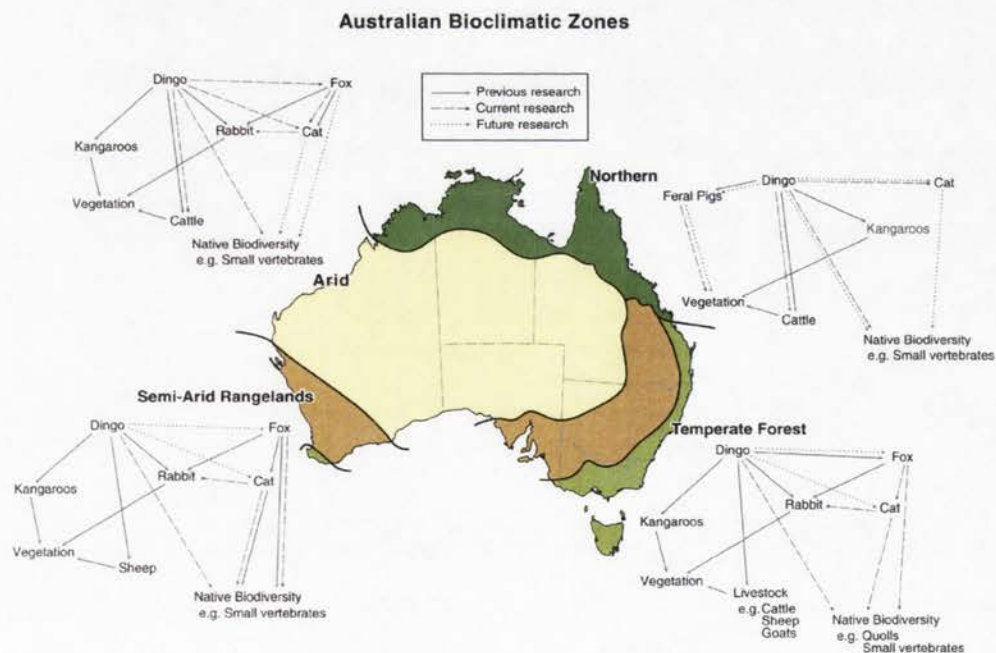 Australian Bioclimatic Zones
Previous research
Current research
Future research
Dingo
Fox
Rabbit
Cat
Kangaroos
Vegetation
Cattle
Native Biodiversity
e.g. Small vertebrates
Arid
Northern
Dingo
Cat
Feral Pigs
Kangaroos
Vegetation
Cattle
Native Biodiversity
e.g. Small vertebrates
Semi-Arid Rangelands
Dingo
Fox
Rabbit
Cat
Kangaroos
Vegetation
Sheep
Native Biodiversity
e.g. Small vertebrates
Temperate Forest
Dingo
Fox
Rabbit
Cat
Kangaroos
Vegetation
Livestock
e.g. Cattle
Sheep
Goats
Native Biodiversity
e.g. Quolls
Small vertebrates